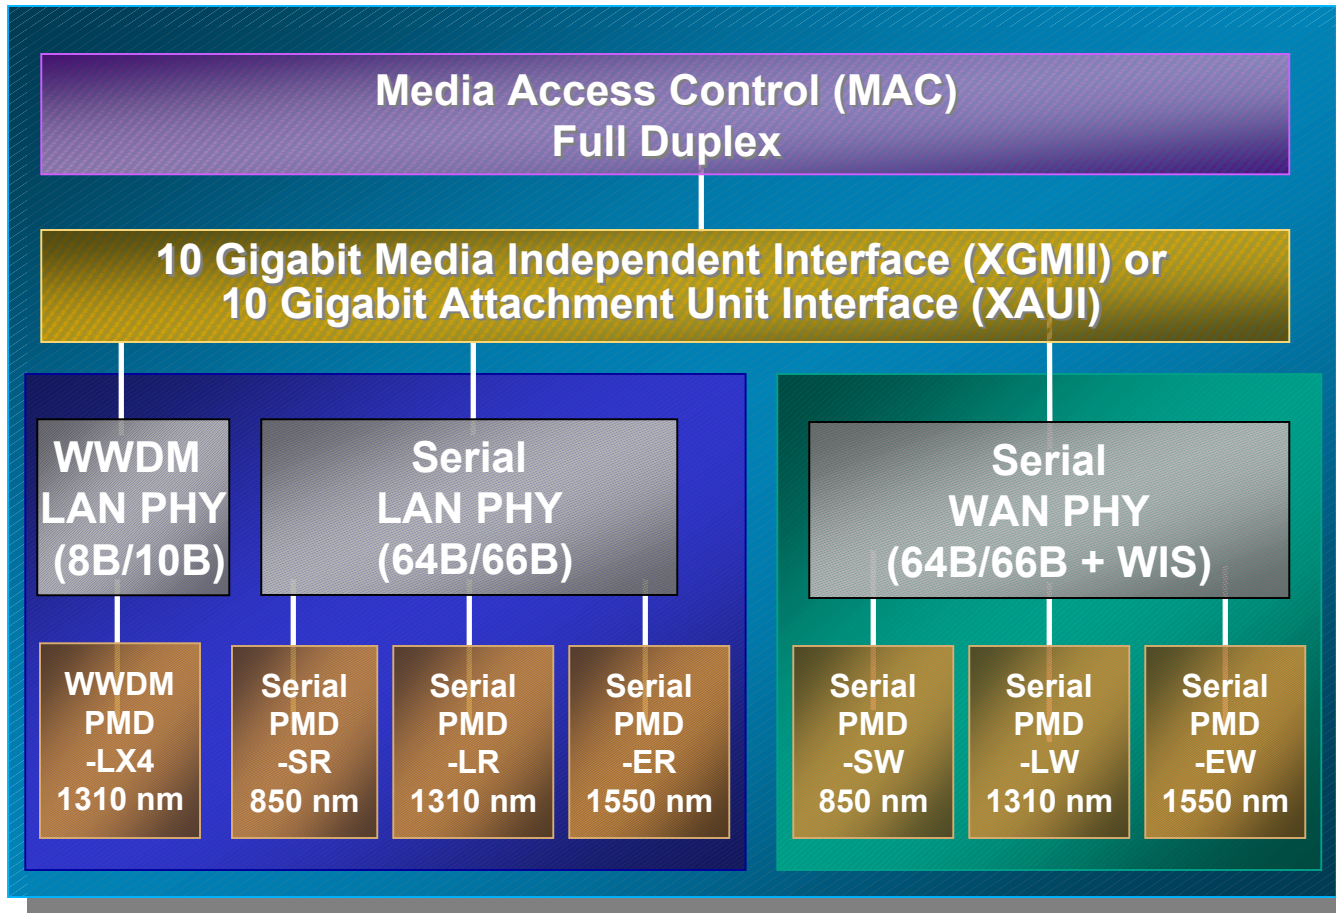 Media Access Control (MAC)
Full Duplex
10 Gigabit Media Independent Interface (XGMII) or
10 Gigabit Attachment Unit Interface (XAUI)
WWDM
LAN PHY
(8B/10B)
Serial
LAN PHY
(64B/66B)
Serial
WAN PHY
(64B/66B + WIS)
WWDM
PMD
-LX4
1310 nm
Serial
PMD
-SR
850 nm
Serial
PMD
-LR
1310 nm
Serial
PMD
-ER
1550 nm
Serial
PMD
-SW
850 nm
Serial
PMD
-LW
1310 nm
Serial
PMD
-EW
1550 nm